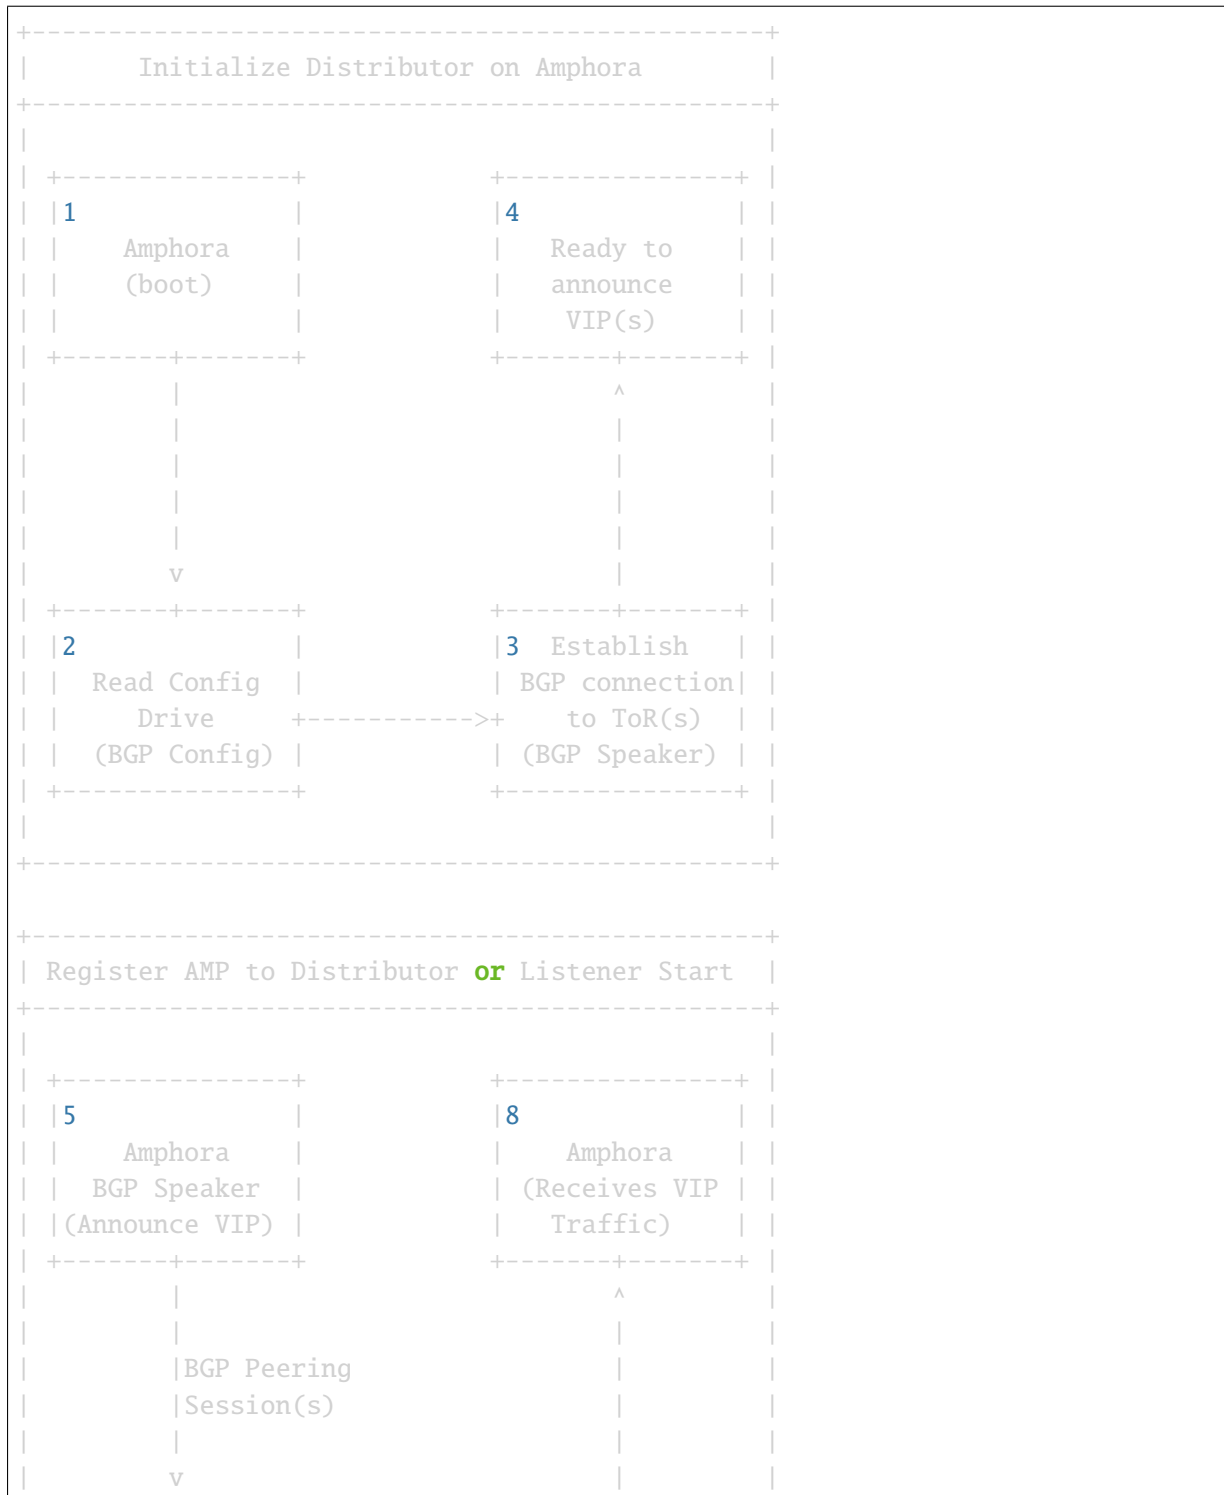 +------------------------------------------------+
|       Initialize Distributor on Amphora        |
+------------------------------------------------+
|                                                |
| +---------------+            +---------------+ |
| |1              |            |4              | |
| |    Amphora    |            |   Ready to    | |
| |    (boot)     |            |   announce    | |
| |               |            |    VIP(s)     | |
| +-------+-------+            +-------+-------+ |
|         |                            ^         |
|         |                            |         |
|         |                            |         |
|         |                            |         |
|         |                            |         |
|         v                            |         |
| +-------+-------+            +-------+-------+ |
| |2              |            |3  Establish   | |
| |  Read Config  |            | BGP connection| |
| |     Drive     +----------->+    to ToR(s)  | |
| |  (BGP Config) |            | (BGP Speaker) | |
| +---------------+            +---------------+ |
|                                                |
+------------------------------------------------+

+------------------------------------------------+
| Register AMP to Distributor or Listener Start  |
+------------------------------------------------+
|                                                |
| +---------------+            +---------------+ |
| |5              |            |8              | |
| |    Amphora    |            |    Amphora    | |
| |  BGP Speaker  |            | (Receives VIP | |
| |(Announce VIP) |            |   Traffic)    | |
| +-------+-------+            +-------+-------+ |
|         |                            ^         |
|         |                            |         |
|         |BGP Peering                 |         |
|         |Session(s)                  |         |
|         |                            |         |
|         v                            |         |